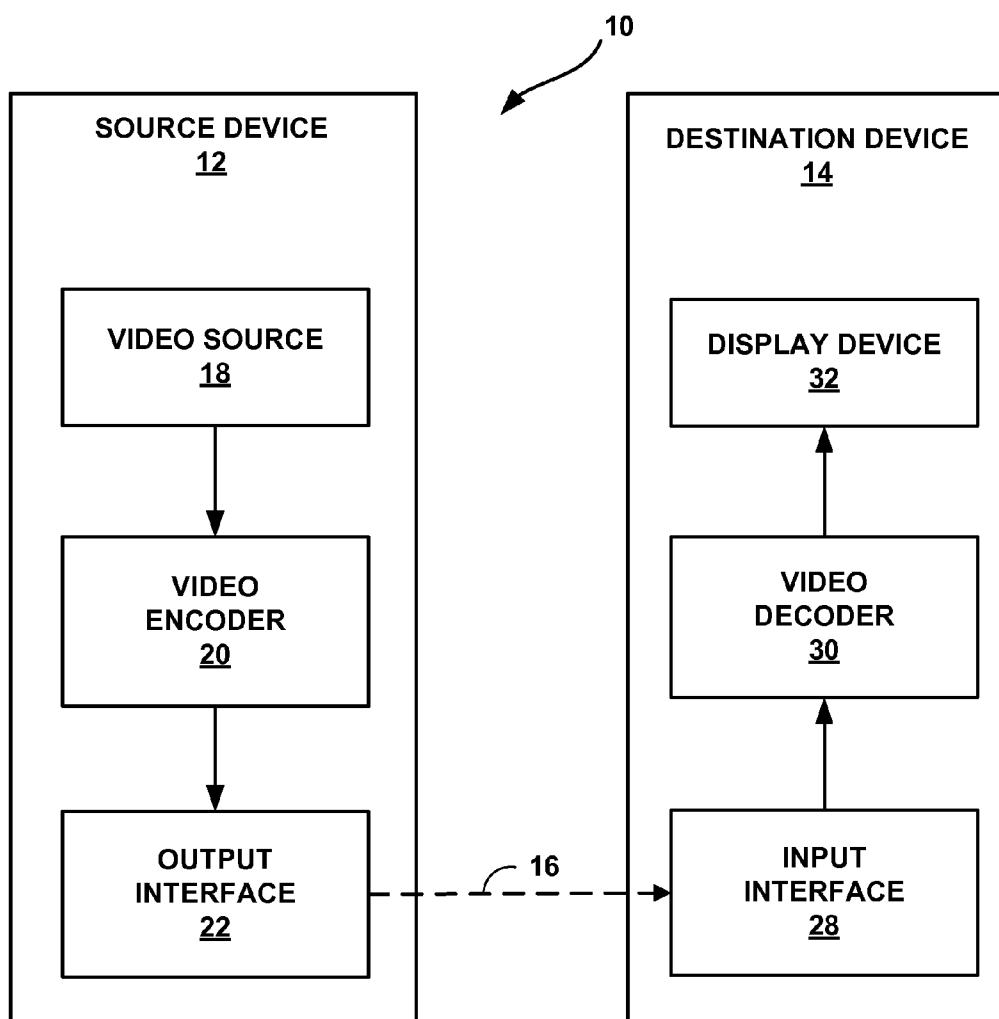 10
SOURCE DEVICE
12
VIDEO SOURCE
18
VIDEO
ENCODER
20
OUTPUT
INTERFACE
22
16
DESTINATION DEVICE
14
DISPLAY DEVICE
32
VIDEO
DECODER
30
INPUT
INTERFACE
28